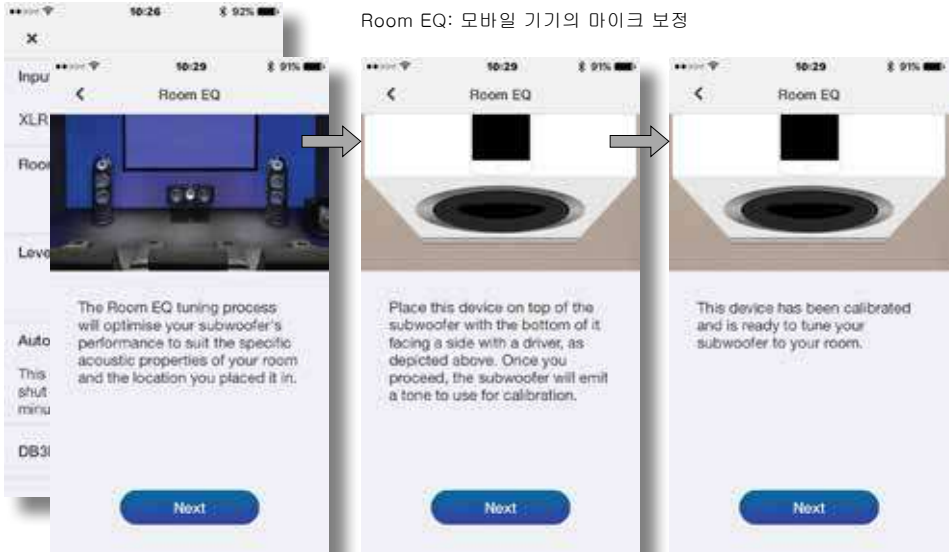 Room EQ: 모바일 기기의 마이크 보정
10:26
92%
Inpu
XLR
Roor
Leve
Auto
This
shut
minu
DB3
10:29
91%
Room EQ
The Room EQ tuning process
will optimise your subwoofer's
performance to suit the specific
acoustic properties of your room
and the location you placed it in.
Next
10:29
91%
Room EQ
Place this device on top of the
subwoofer with the bottom of it
facing a side with a driver, as
depicted above. Once you
proceed, the subwoofer will emit
a tone to use for calibration.
Next
10:29
91%
Room EQ
This device has been calibrated
and is ready to tune your
subwoofer to your room.
Next